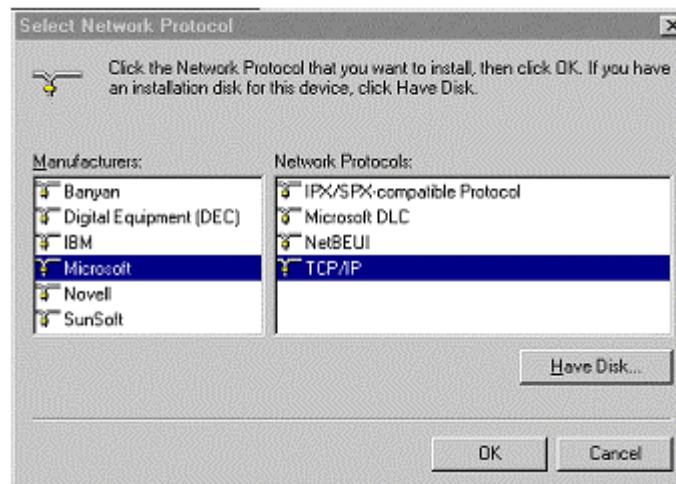 Select Network Protocol
Click the Network Protocol that you want to install, then click OK. If you have
an installation disk for this device, click Have Disk.
Manufacturers:
Banyan
Digital Equipment (DEC)
IBM
Microsoft
Novell
SunSoft
Network Protocols:
IPX/SPX-compatible Protocol
Microsoft DLC
NetBEUI
TCP/IP
Have Disk...
OK
Cancel